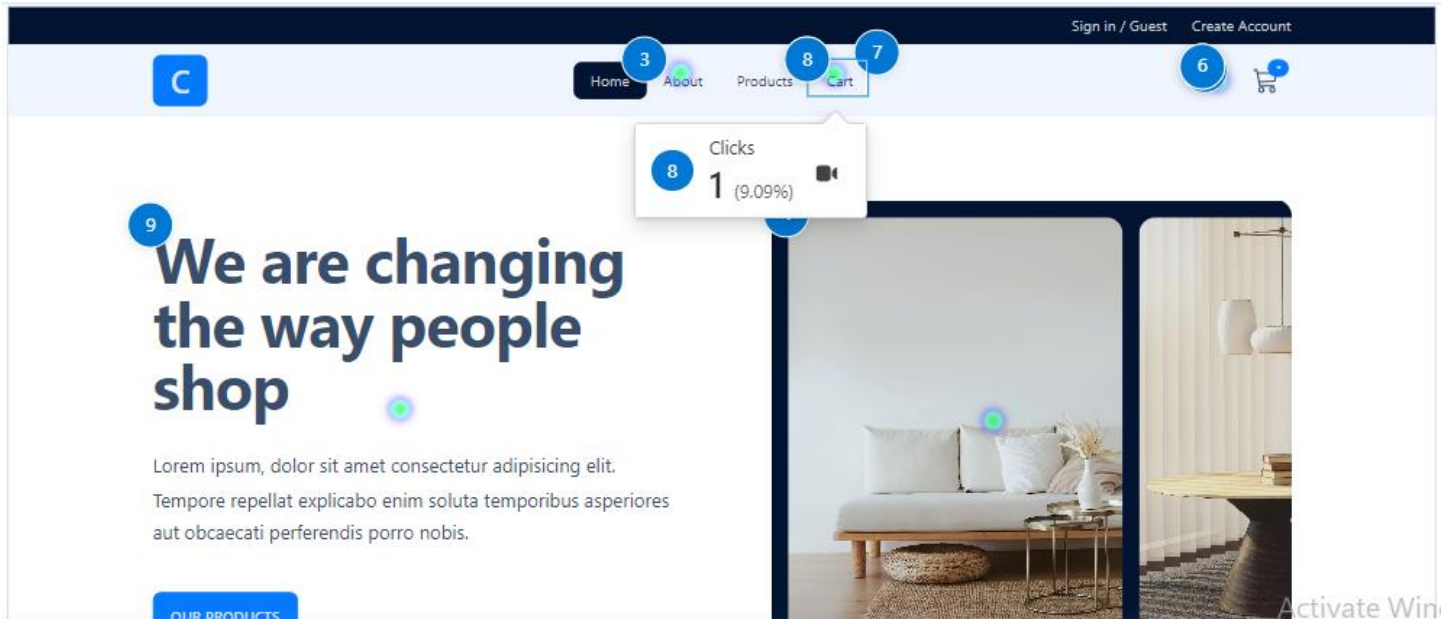 Sign in / Guest Create Account
C
Home 3 About Products 8 Cart 7 6
Clicks
8 1 (9.09%)
9
We are changing
the way people
shop
Lorem ipsum, dolor sit amet consectetur adipisicing elit.
Tempore repellat explicabo enim soluta temporibus asperiores
aut obcaecati perferendis porro nobis.
OUR PRODUCTS
Activate